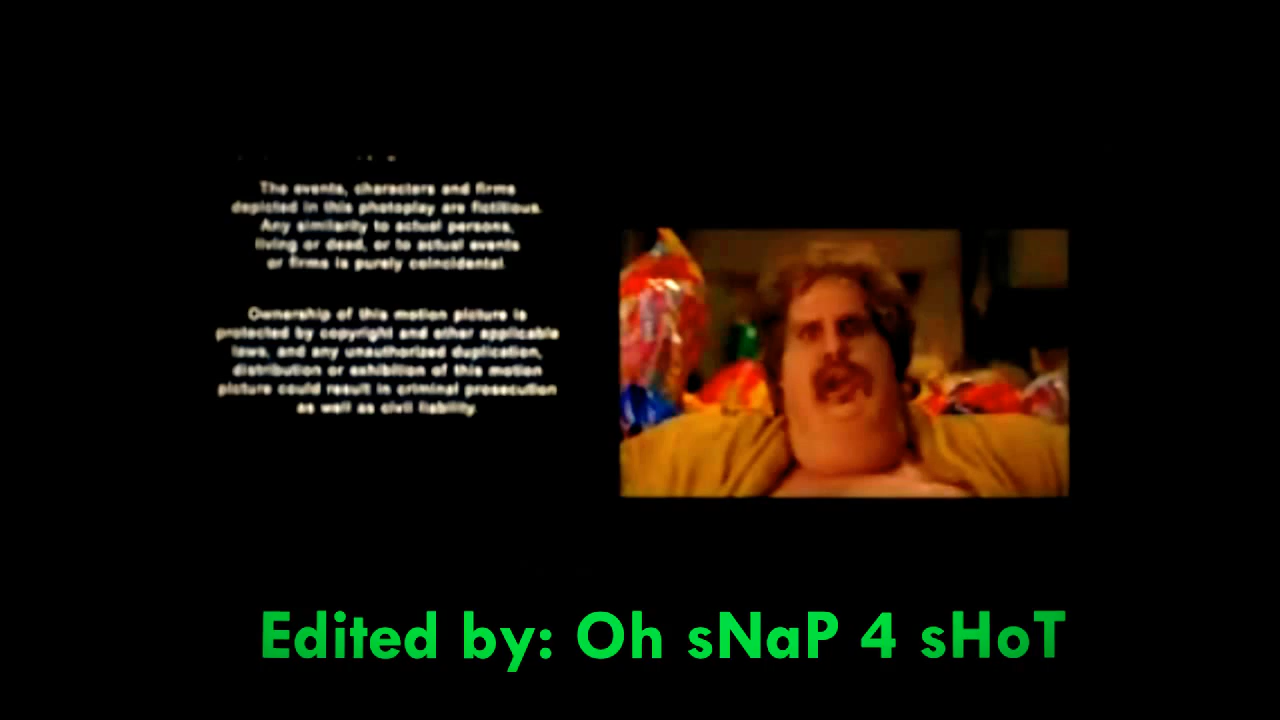 The events, characters and firms
depicted in this photoplay are fictitious.
Any similarity to actual persons,
living or dead, or to actual events
or firms is purely coincidental.
Ownership of this motion picture is
protected by copyright and other applicable
laws, and any unauthorized duplication,
distribution or exhibition of this motion
picture could result in criminal prosecution
as well as civil liability.
Edited by: Oh sNaP 4 sHoT